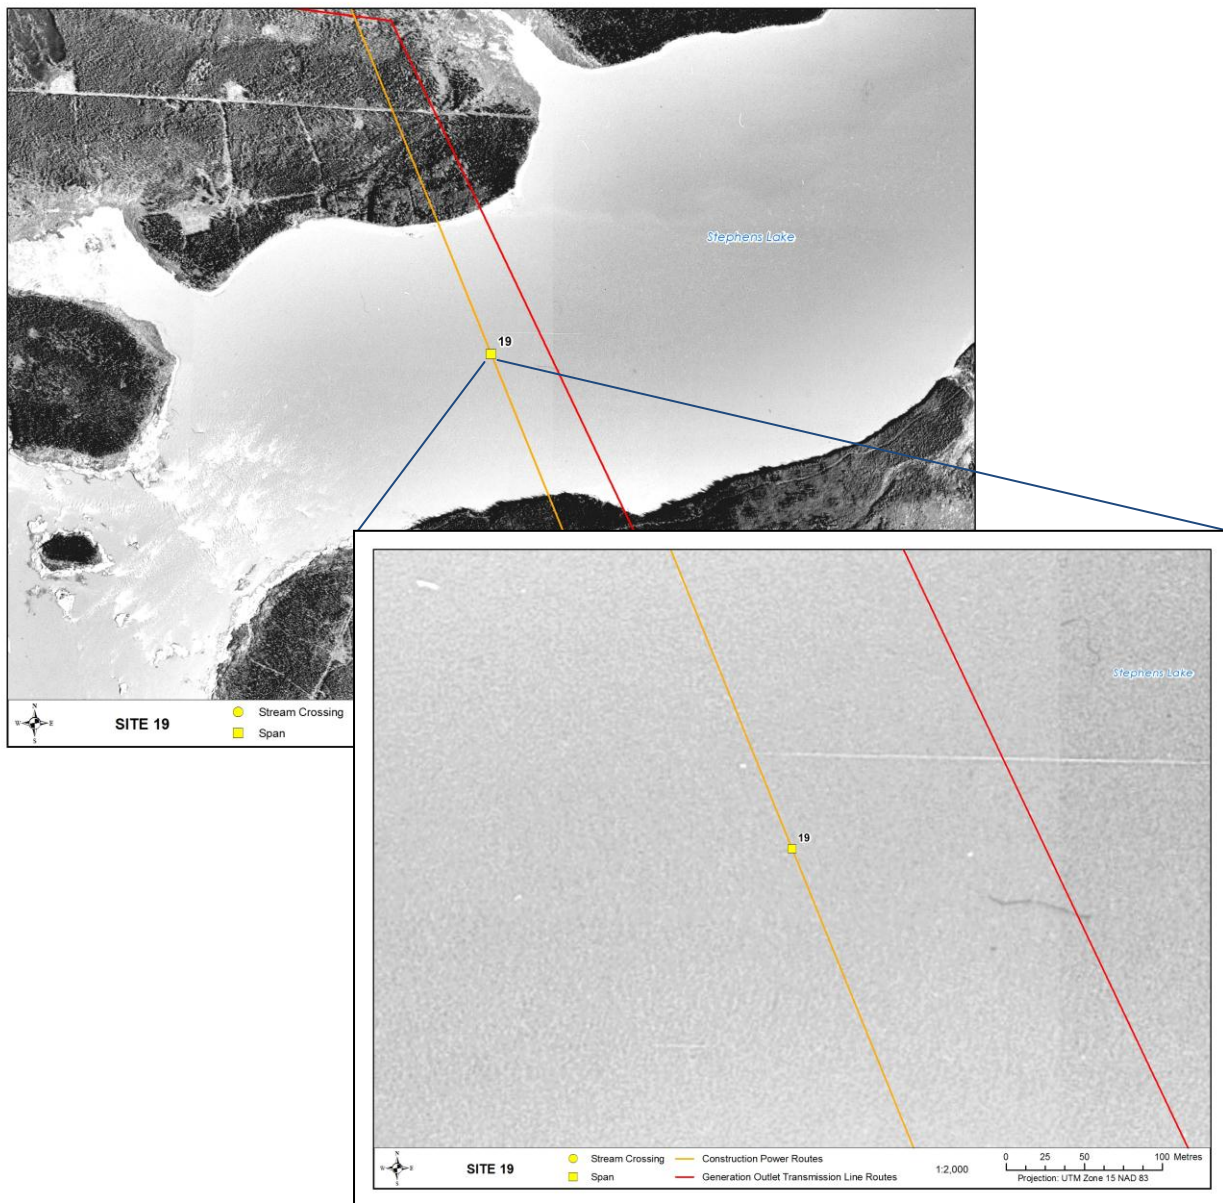 Stephens Lake
19
N
W E
S
SITE 19
Stream Crossing
Span
Stephens Lake
19
N
W E
S
SITE 19
Stream Crossing
Span
Construction Power Routes
Generation Outlet Transmission Line Routes
1:2,000
0 25 50 100 Metres
Projection: UTM Zone 15 NAD 83